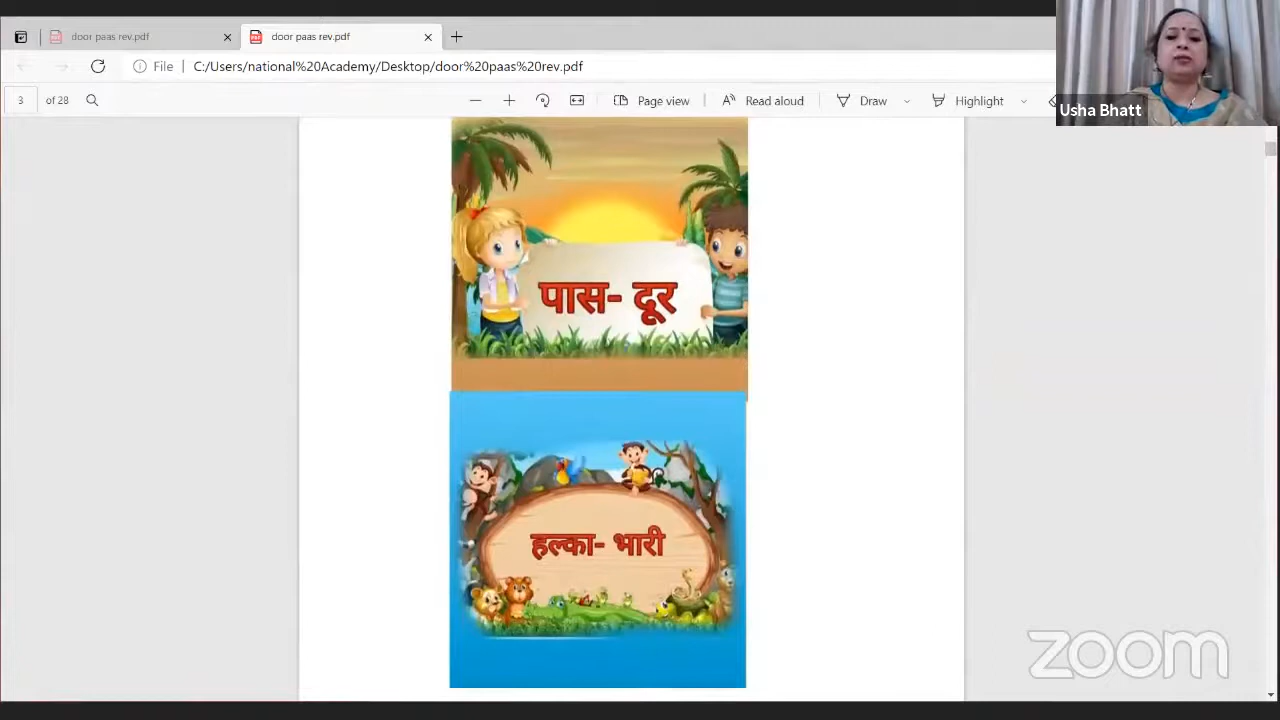 door paas rev.pdf
door paas rev.pdf
File
C:/Users/national%20Academy/Desktop/door%20paas%20rev.pdf
3 of 28
Page view
Read aloud
Draw
Highlight
Usha Bhatt
पास- दूर
हल्का- भारी
zoom